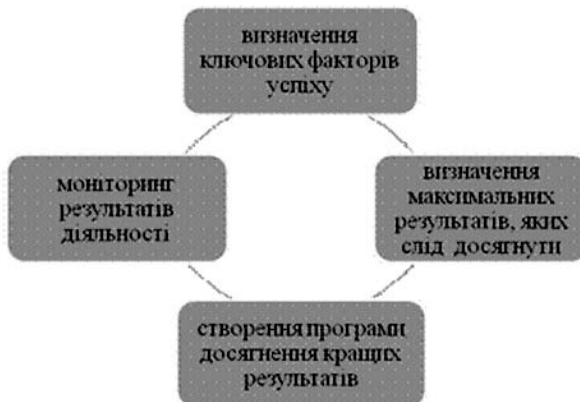 визначення
ключових факторів
успіху
визначення
максимальних
результатів, яких
слід досягнути
створення програми
досягнення кращих
результатів
моніторинг
результатів
діяльності